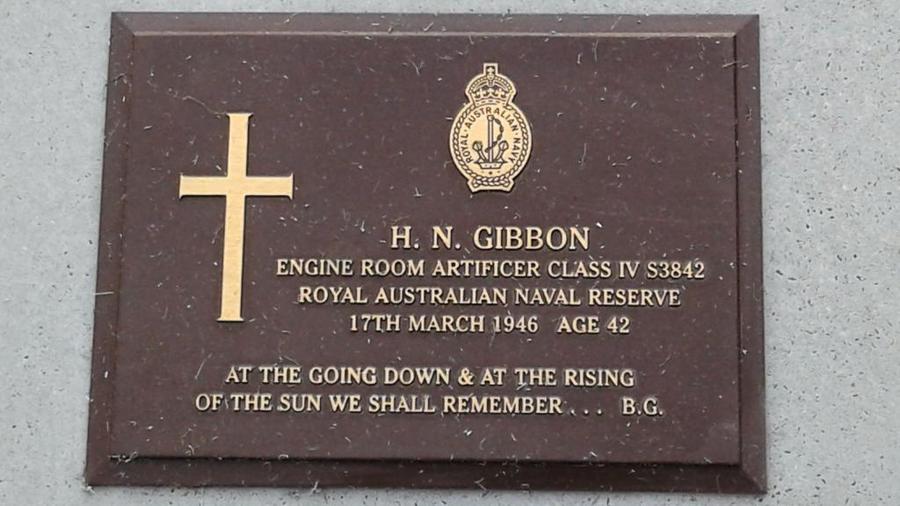 ROYAL · AUSTRALIAN · NAVY
H. N. GIBBON
ENGINE ROOM ARTIFICER CLASS IV S3842
ROYAL AUSTRALIAN NAVAL RESERVE
17TH MARCH 1946 AGE 42
AT THE GOING DOWN & AT THE RISING
OF THE SUN WE SHALL REMEMBER . . . B.G.